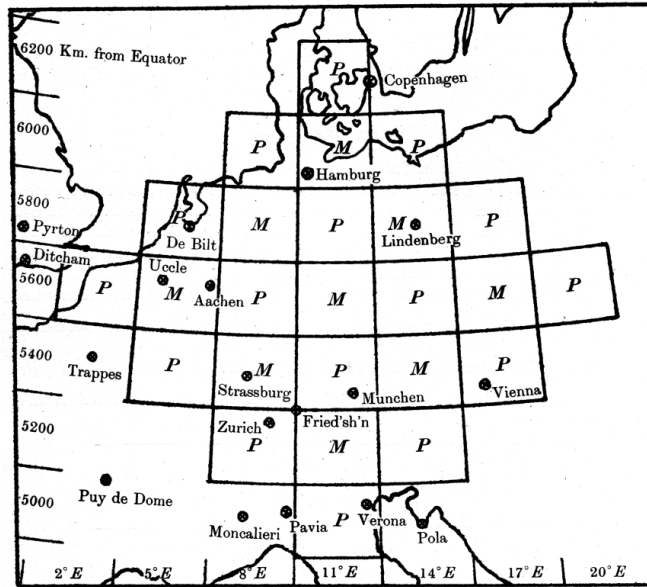 6200 Km. from Equator
P
Copenhagen
6000
P M P
Hamburg
5800
P M P M P
Pyrton De Bilt Lindenberg
Ditcham
Uccle
5600
P M Aachen P M P M P
5400
Trappes P M P M P
Strassburg Munchen Vienna
Fried'sh'n
5200
Zurich
P M P
Puy de Dome
5000
Moncalieri Pavia P Verona Pola
2°E 5°E 8°E 11°E 14°E 17°E 20°E